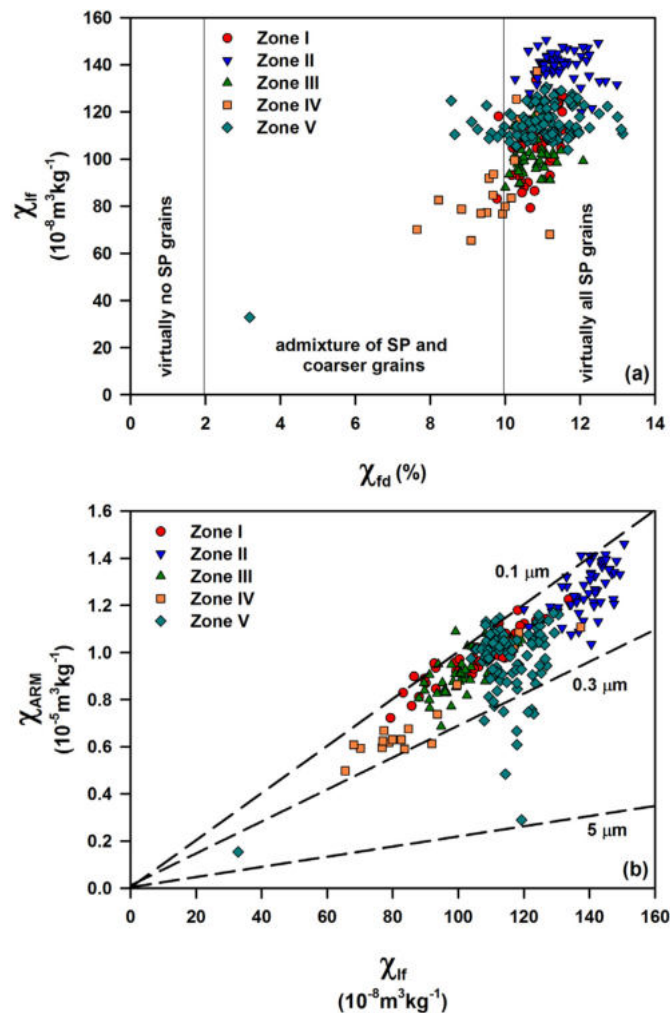 160
140
120
100
80
60
40
20
0
χlf
(10-8m3kg-1)
Zone I
Zone II
Zone III
Zone IV
Zone V
virtually no SP grains
admixture of SP and
coarser grains
virtually all SP grains
(a)
0 2 4 6 8 10 12 14
χfd (%)
1.6
1.4
1.2
1.0
0.8
0.6
0.4
0.2
0.0
χARM
(10-5m3kg-1)
Zone I
Zone II
Zone III
Zone IV
Zone V
0.1 μm
0.3 μm
5 μm
(b)
0 20 40 60 80 100 120 140 160
χlf
(10-8m3kg-1)